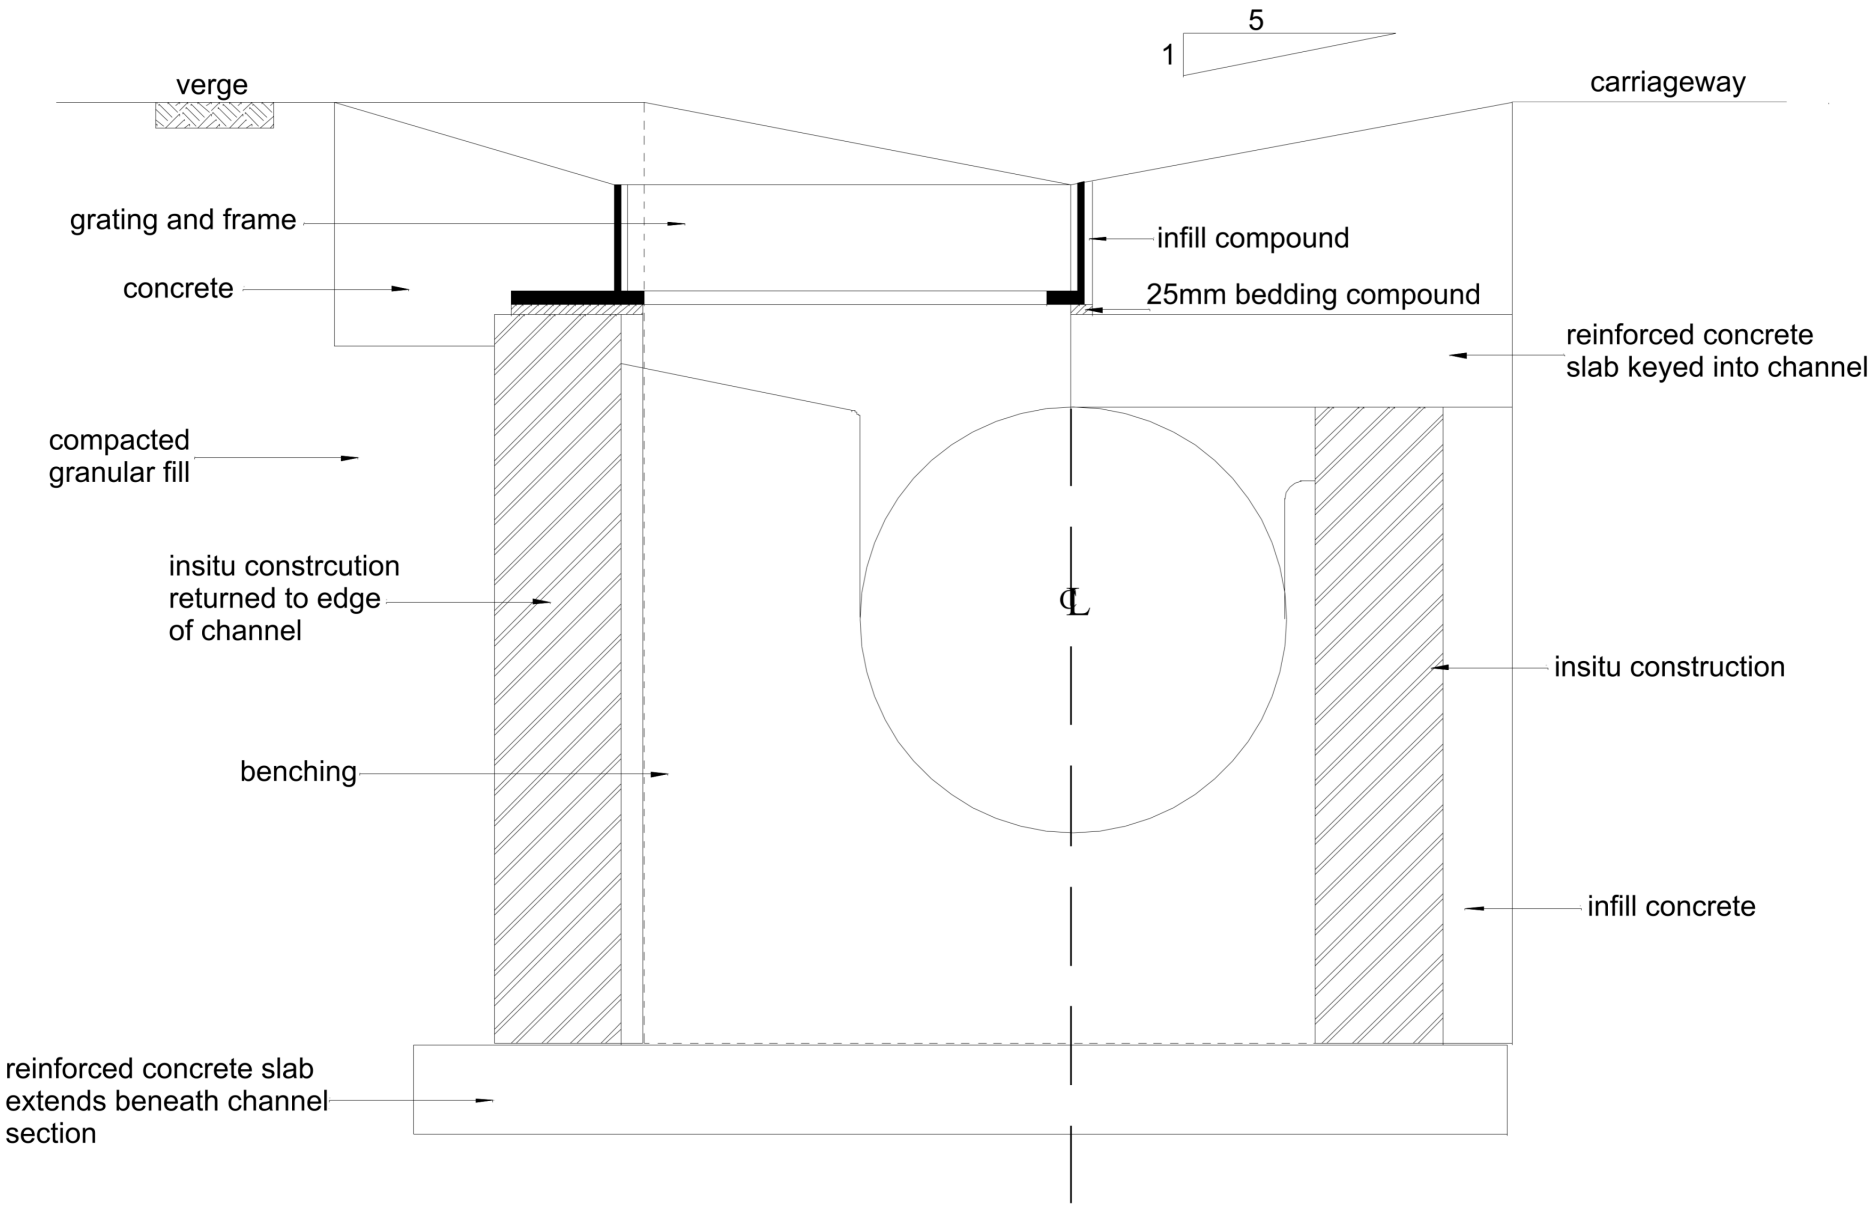 5
1
verge
carriageway
grating and frame
infill compound
concrete
25mm bedding compound
reinforced concrete
slab keyed into channel
compacted
granular fill
insitu constrcution
returned to edge
of channel
℄
insitu construction
benching
infill concrete
reinforced concrete slab
extends beneath channel
section